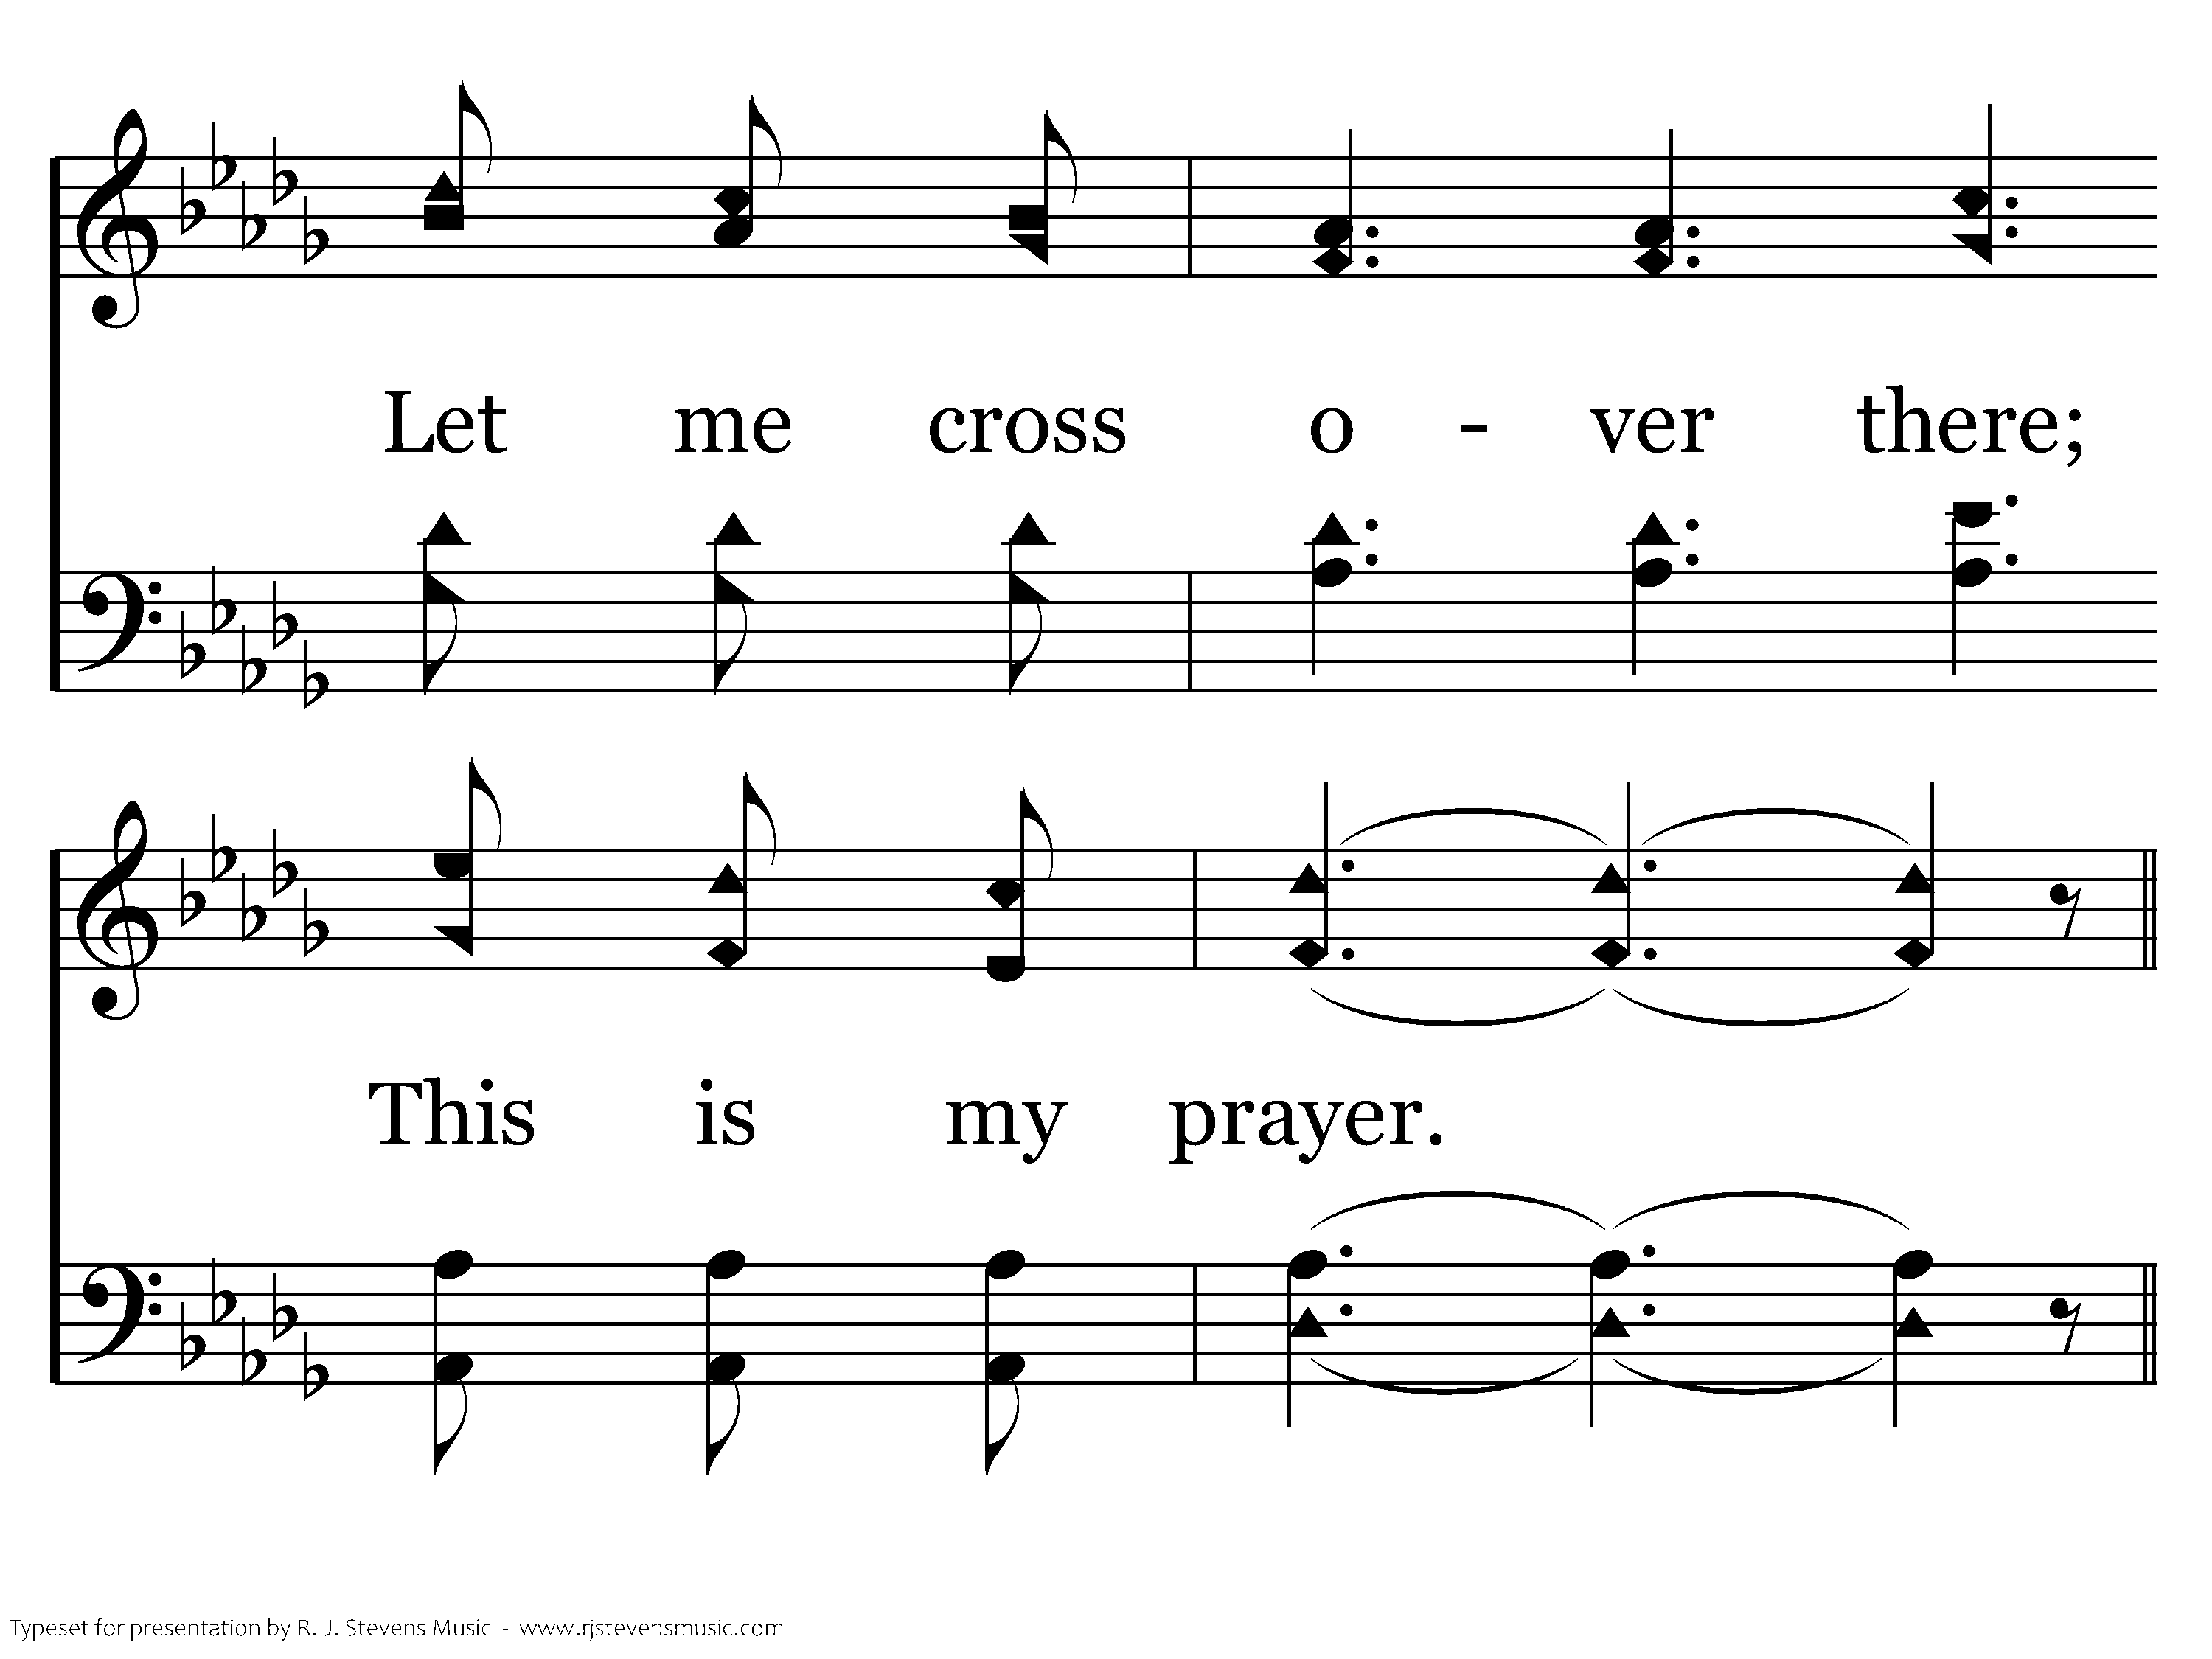 Let me cross o - ver there;
This is my prayer.
Typeset for presentation by R. J. Stevens Music - www.rjstevensmusic.com